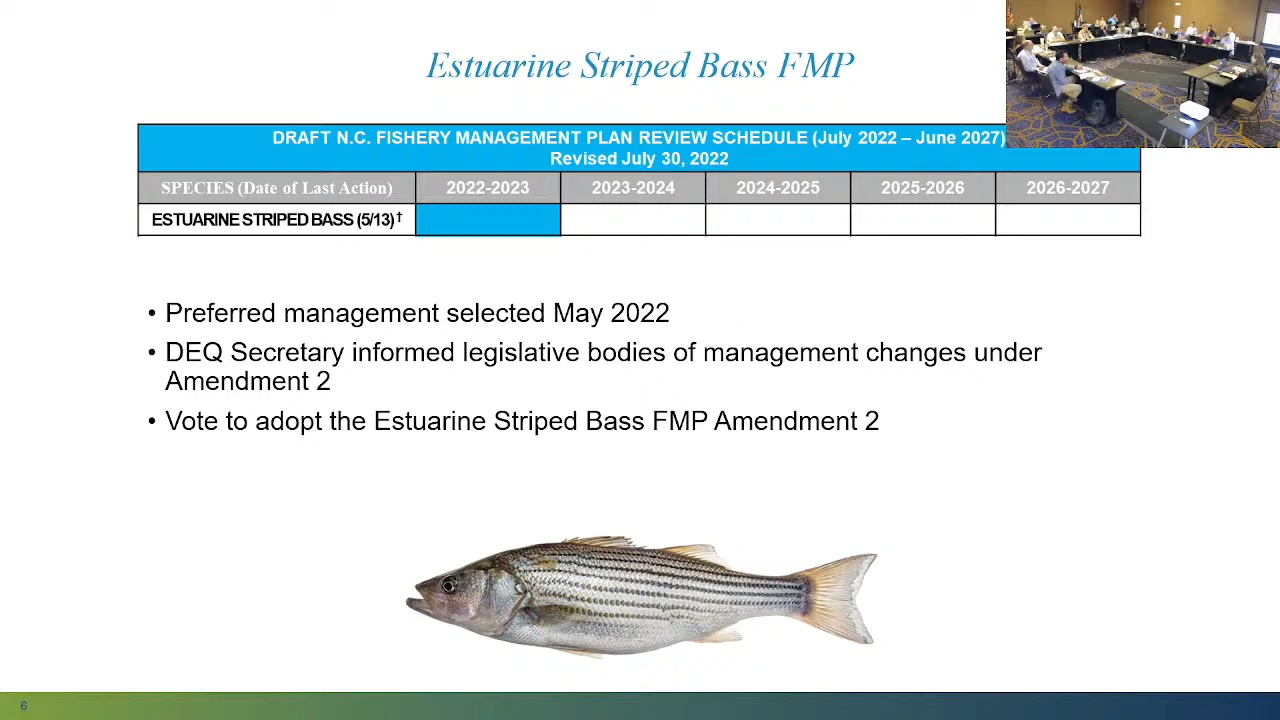 Estuarine Striped Bass FMP
DRAFT N.C. FISHERY MANAGEMENT PLAN REVIEW SCHEDULE (July 2022 – June 2027)
Revised July 30, 2022
SPECIES (Date of Last Action) 2022-2023 2023-2024 2024-2025 2025-2026 2026-2027
ESTUARINE STRIPED BASS (5/13) †
• Preferred management selected May 2022
• DEQ Secretary informed legislative bodies of management changes under
Amendment 2
• Vote to adopt the Estuarine Striped Bass FMP Amendment 2
6